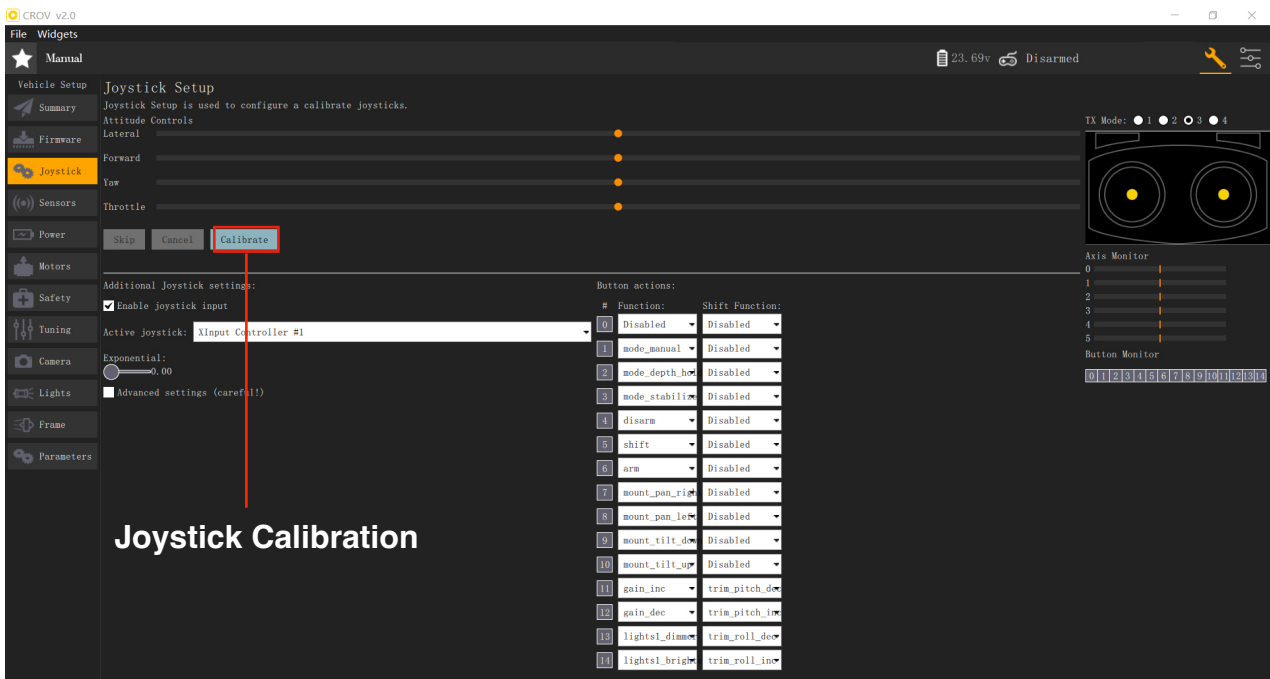 CROV v2.0
File Widgets
Manual
23.69v Disarmed
Vehicle Setup
Summary
Firmware
Joystick
Sensors
Power
Motors
Safety
Tuning
Camera
Lights
Frame
Parameters
Joystick Setup
Joystick Setup is used to configure a calibrate joysticks.
Attitude Controls
Lateral
Forward
Yaw
Throttle
Skip Cancel Calibrate
Additional Joystick settings:
Enable joystick input
Active joystick: XInput Controller #1
Exponential:
0.00
Advanced settings (careful!)
Joystick Calibration
Button actions:
# Function: Shift Function:
0 Disabled Disabled
1 mode_manual Disabled
2 mode_depth_hol Disabled
3 mode_stabilize Disabled
4 disarm Disabled
5 shift Disabled
6 arm Disabled
7 mount_pan_righ Disabled
8 mount_pan_left Disabled
9 mount_tilt_dow Disabled
10 mount_tilt_up Disabled
11 gain_inc trim_pitch_dec
12 gain_dec trim_pitch_inc
13 lights1_dimmer trim_roll_dec
14 lights1_bright trim_roll_inc
TX Mode: 1 2 3 4
Axis Monitor
0
1
2
3
4
5
Button Monitor
0 1 2 3 4 5 6 7 8 9 10 11 12 13 14